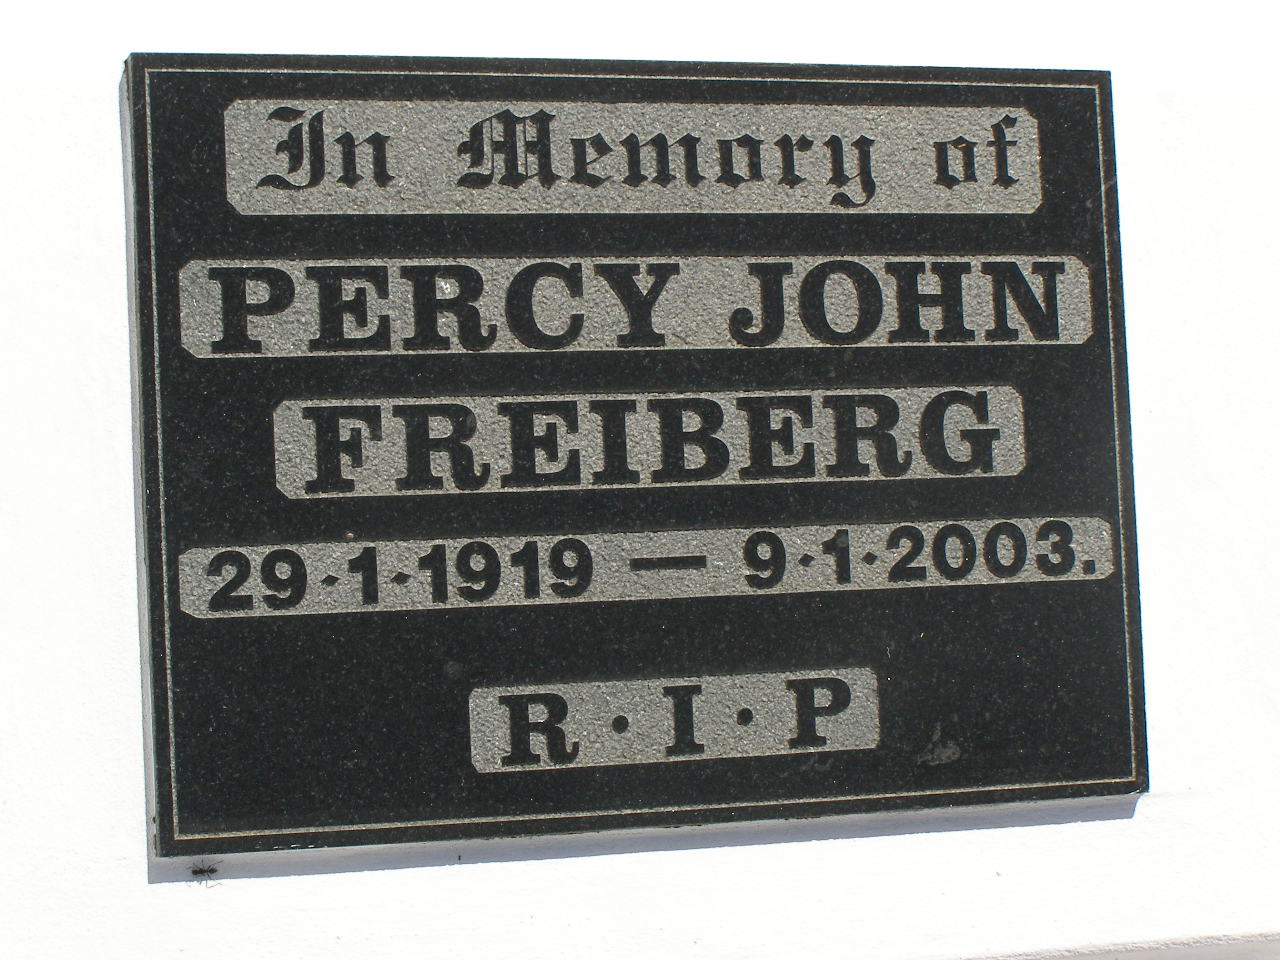 In Memory of
PERCY JOHN
FREIBERG
29·1·1919 — 9·1·2003.
R·I·P